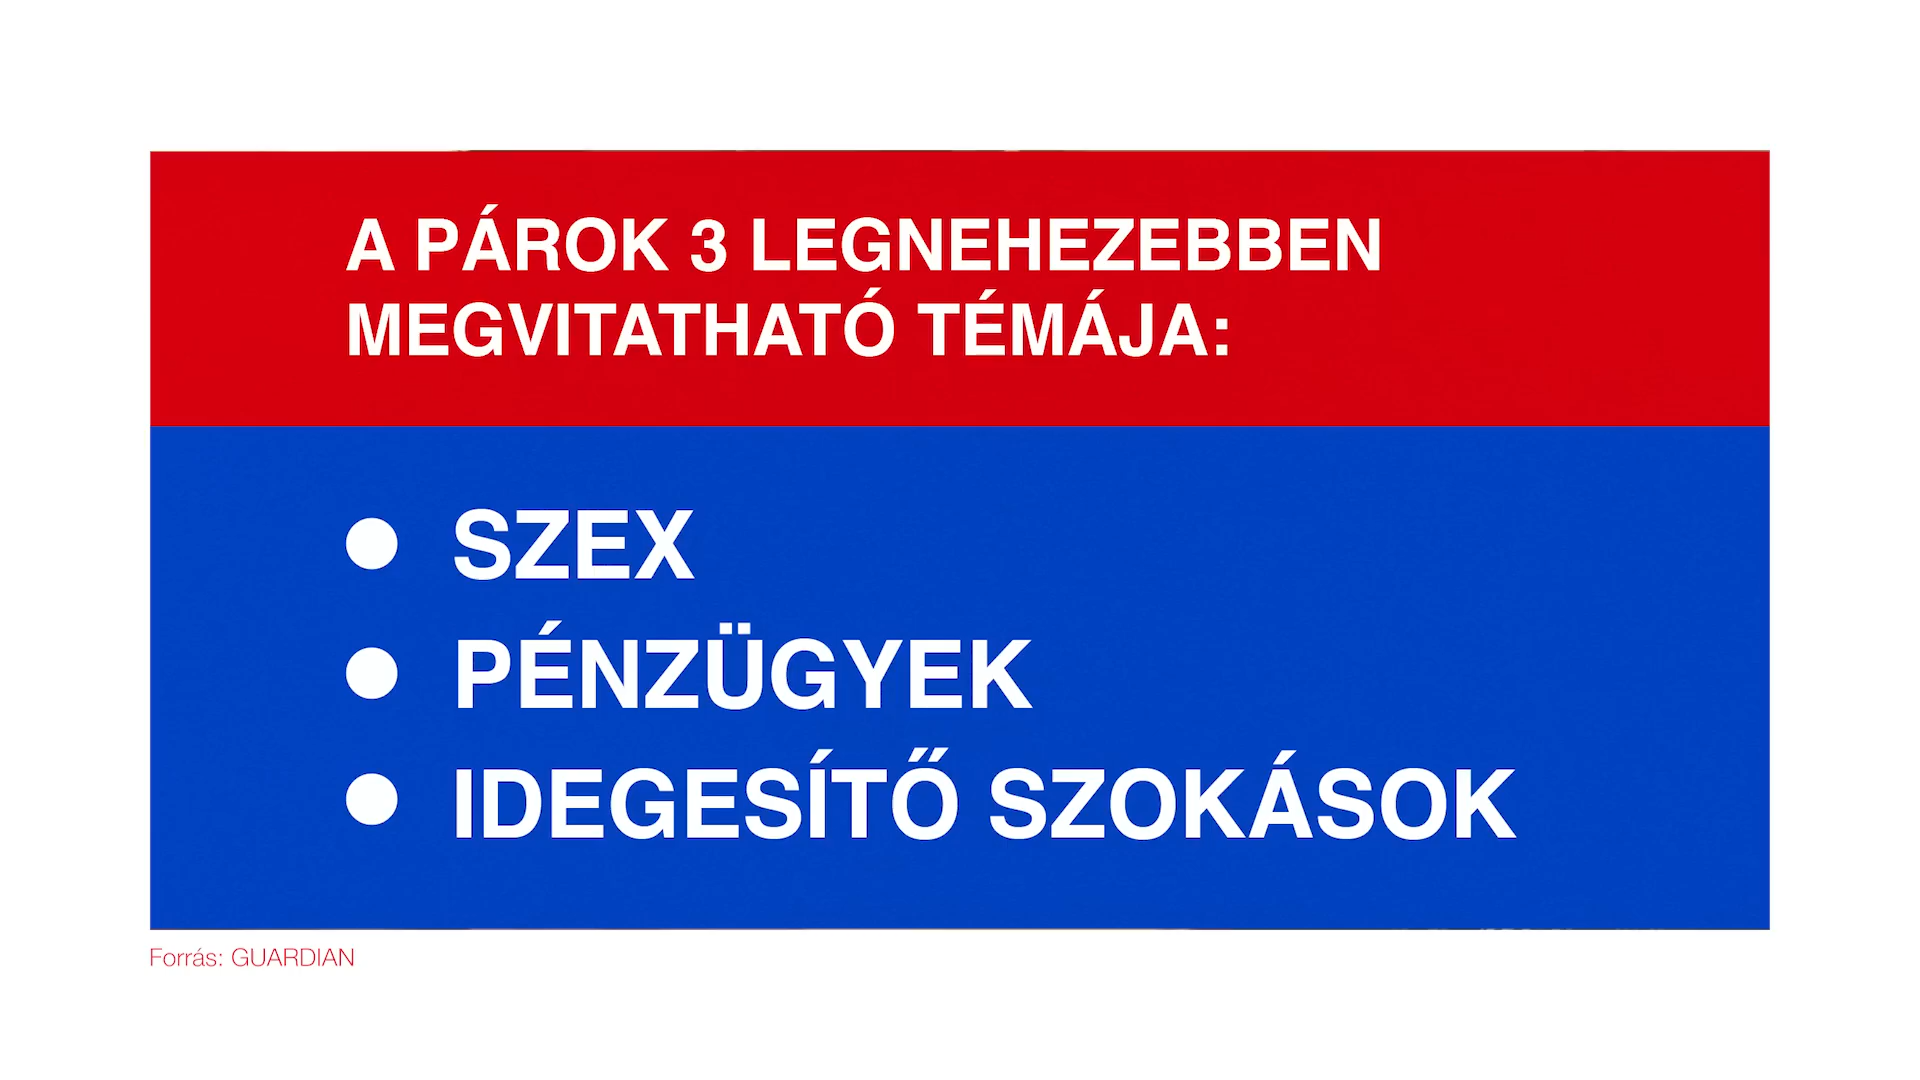 A PÁROK 3 LEGNEHEZEBBEN
MEGVITATHATÓ TÉMÁJA:
● SZEX
● PÉNZÜGYEK
● IDEGESÍTŐ SZOKÁSOK
Forrás: GUARDIAN